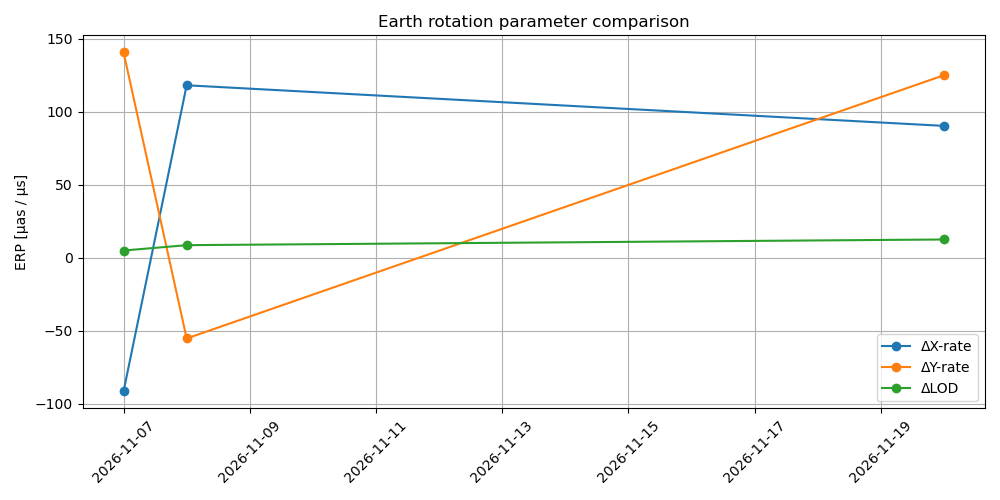 Earth rotation parameter comparison
ERP [µas / µs]
150
100
50
0
−50
−100
2026-11-07
2026-11-09
2026-11-11
2026-11-13
2026-11-15
2026-11-17
2026-11-19
ΔX-rate
ΔY-rate
ΔLOD